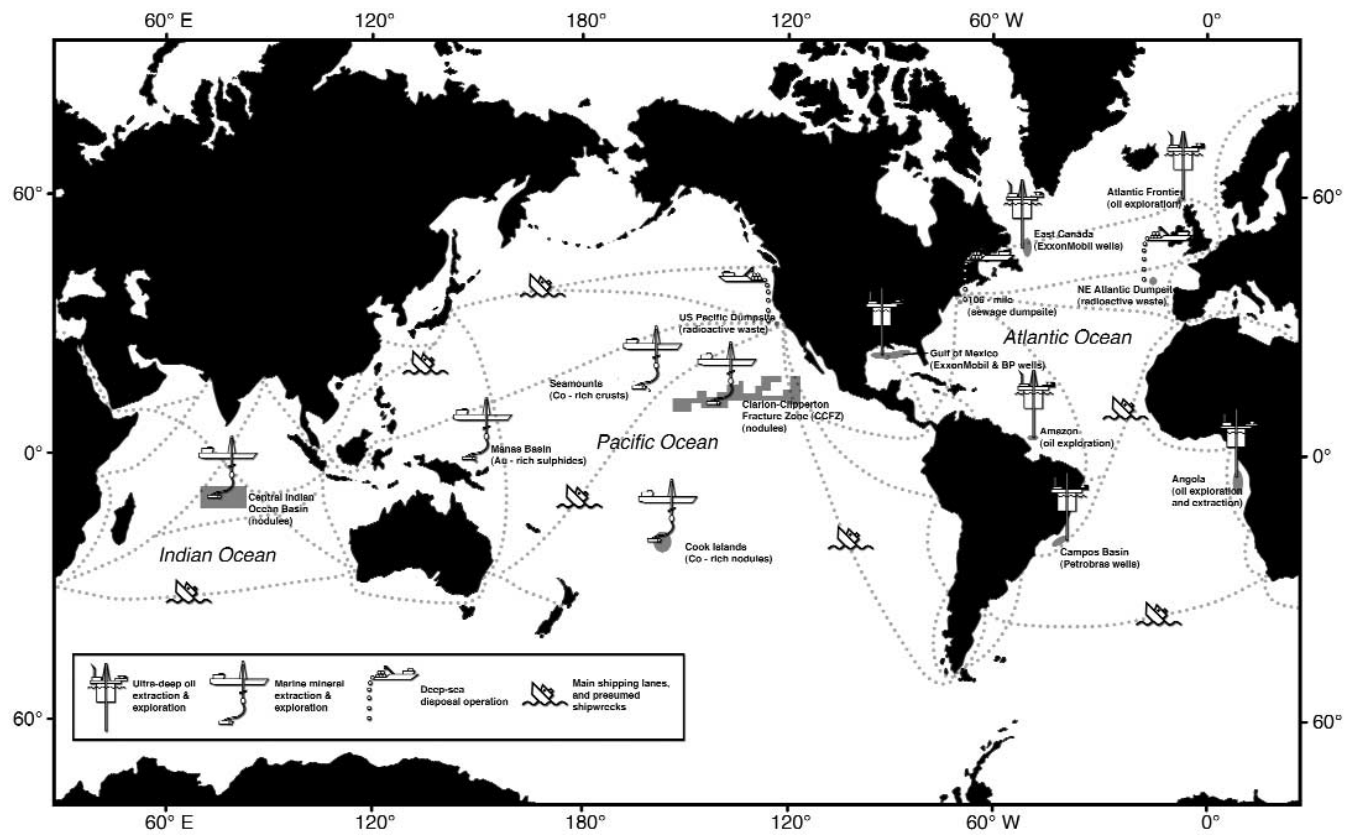 60° E
120°
180°
120°
60° W
0°
60°
60°
0°
0°
60°
60°
Atlantic Frontier
(oil exploration)
East Canada
(ExxonMobil wells)
NE Atlantic Dumpsite
(radioactive waste)
106 - mile
(sewage dumpsite)
Atlantic Ocean
US Pacific Dumpsite
(radioactive waste)
Gulf of Mexico
(ExxonMobil & BP wells)
Seamounts
(Co - rich crusts)
Clarion-Clipperton
Fracture Zone (CCFZ)
(nodules)
Pacific Ocean
Manas Basin
(Au - rich sulphides)
Amazon
(oil exploration)
Angola
(oil exploration
and extraction)
Central Indian
Ocean Basin
(nodules)
Indian Ocean
Cook Islands
(Co - rich nodules)
Campos Basin
(Petrobras wells)
Ultra-deep oil
extraction &
exploration
Marine mineral
extraction &
exploration
Deep-sea
disposal operation
Main shipping lanes,
and presumed
shipwrecks
60° E
120°
180°
120°
60° W
0°